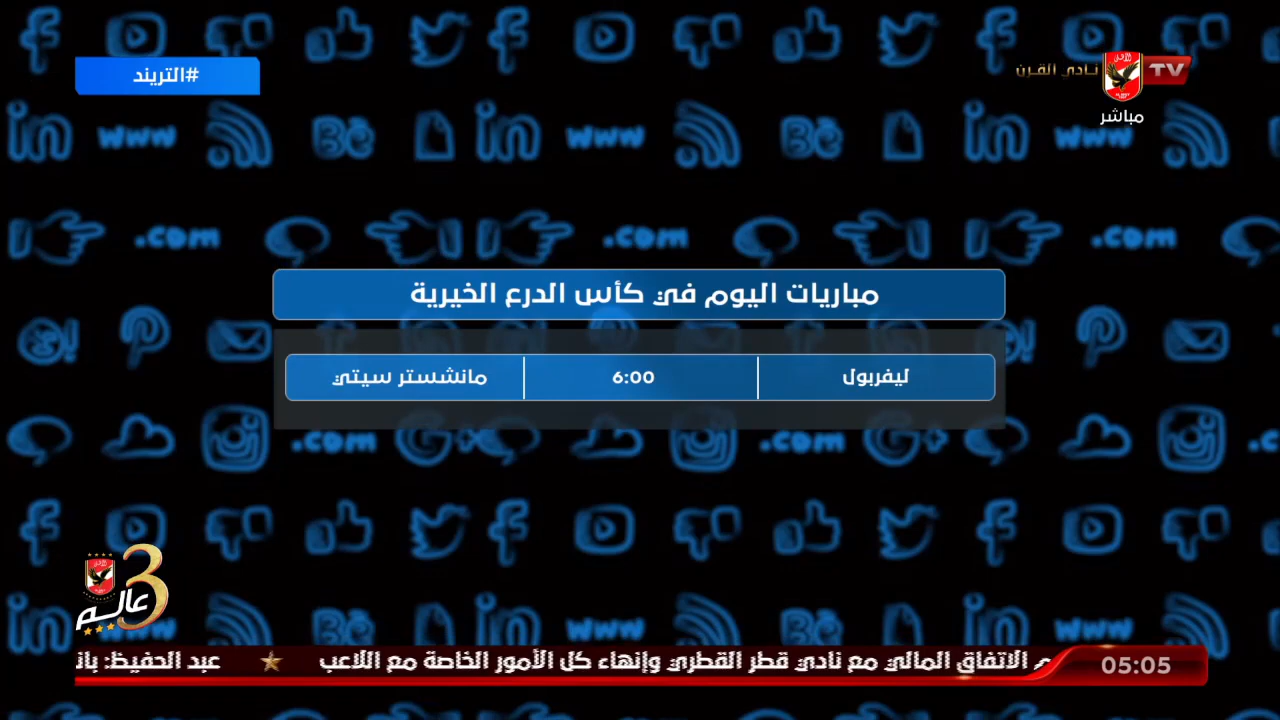 #التريند
نادي القرن
TV
مباشر
مباريات اليوم في كأس الدرع الخيرية
ليفربول
6:00
مانشستر سيتي
3
عالم
الاتفاق المالي مع نادي قطر القطري وإنهاء كل الأمور الخاصة مع اللاعب
عبد الحفيظ:
05:05